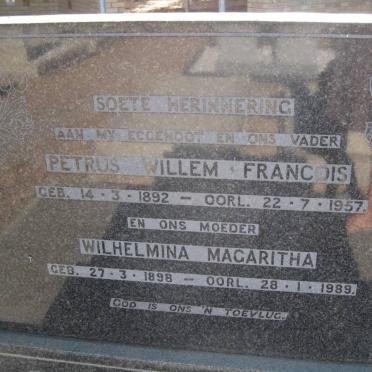 SOETE HERINNERING
AAN MY EGGENOOT EN ONS VADER
PETRUS WILLEM FRANCOIS
GEB. 14·3·1892 — OORL. 22·7·1957
EN ONS MOEDER
WILHELMINA MAGARITHA
GEB. 27·3·1898 — OORL. 28·1·1989.
GOD IS ONS 'N TOEVLUG.